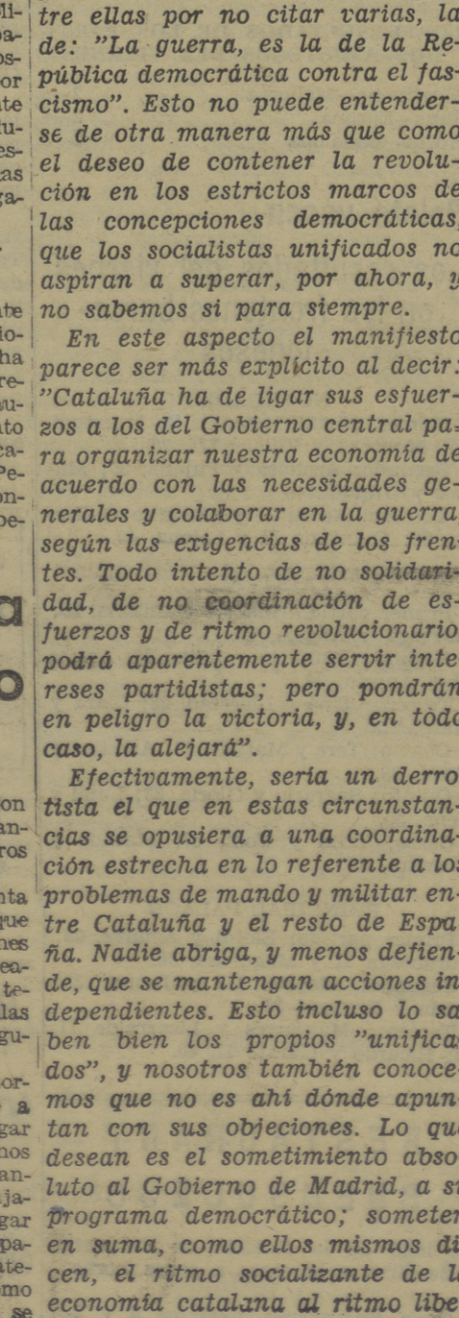 tre ellas por no citar varias, la
de: "La guerra, es la de la Re-
pública democrática contra el fas-
cismo". Esto no puede entender-
se de otra manera más que como
el deseo de contener la revolu-
ción en los estrictos marcos de
las concepciones democráticas,
que los socialistas unificados no
aspiran a superar, por ahora, y
no sabemos si para siempre.
En este aspecto el manifiesto
parece ser más explícito al decir:
"Cataluña ha de ligar sus esfuer-
zos a los del Gobierno central pa-
ra organizar nuestra economía de
acuerdo con las necesidades ge-
nerales y colaborar en la guerra
según las exigencias de los fren-
tes. Todo intento de no solidari-
dad, de no coordinación de es-
fuerzos y de ritmo revolucionario
podrá aparentemente servir inte
reses partidistas; pero pondrán
en peligro la victoria, y, en todo
caso, la alejará".
Efectivamente, sería un derro
tista el que en estas circunstan-
cias se opusiera a una coordina-
ción estrecha en lo referente a los
problemas de mando y militar en-
tre Cataluña y el resto de Espa
ña. Nadie abriga, y menos defien-
de, que se mantengan acciones in
dependientes. Esto incluso lo sa
ben bien los propios "unifica
dos", y nosotros también conoce-
mos que no es ahí dónde apun
tan con sus objeciones. Lo que
desean es el sometimiento abso
luto al Gobierno de Madrid, a su
programa democrático; someter
en suma, como ellos mismos di
cen, el ritmo socializante de la
economía catalana al ritmo libe